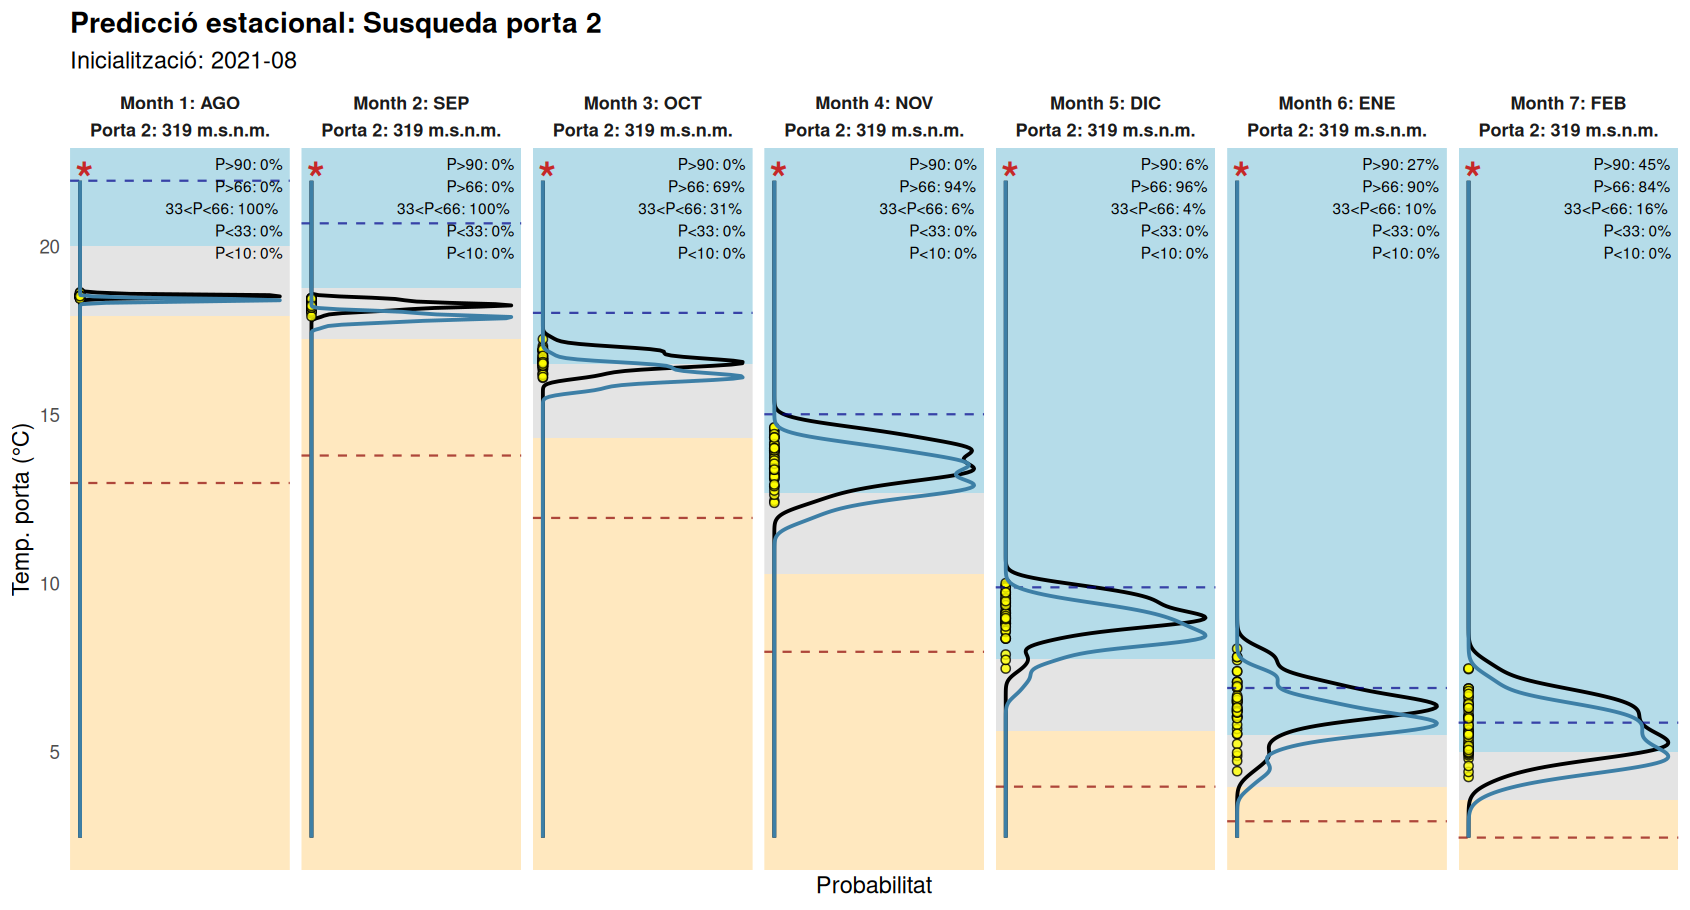 Predicció estacional: Susqueda porta 2
Inicialització: 2021-08
Month 1: AGO
Porta 2: 319 m.s.n.m.
Month 2: SEP
Porta 2: 319 m.s.n.m.
Month 3: OCT
Porta 2: 319 m.s.n.m.
Month 4: NOV
Porta 2: 319 m.s.n.m.
Month 5: DIC
Porta 2: 319 m.s.n.m.
Month 6: ENE
Porta 2: 319 m.s.n.m.
Month 7: FEB
Porta 2: 319 m.s.n.m.
*
P>90: 0%
P>66: 0%
33<P<66: 100%
P<33: 0%
P<10: 0%
*
P>90: 0%
P>66: 0%
33<P<66: 100%
P<33: 0%
P<10: 0%
*
P>90: 0%
P>66: 69%
33<P<66: 31%
P<33: 0%
P<10: 0%
*
P>90: 0%
P>66: 94%
33<P<66: 6%
P<33: 0%
P<10: 0%
*
P>90: 6%
P>66: 96%
33<P<66: 4%
P<33: 0%
P<10: 0%
*
P>90: 27%
P>66: 90%
33<P<66: 10%
P<33: 0%
P<10: 0%
*
P>90: 45%
P>66: 84%
33<P<66: 16%
P<33: 0%
P<10: 0%
20
15
10
5
Temp. porta (°C)
Probabilitat